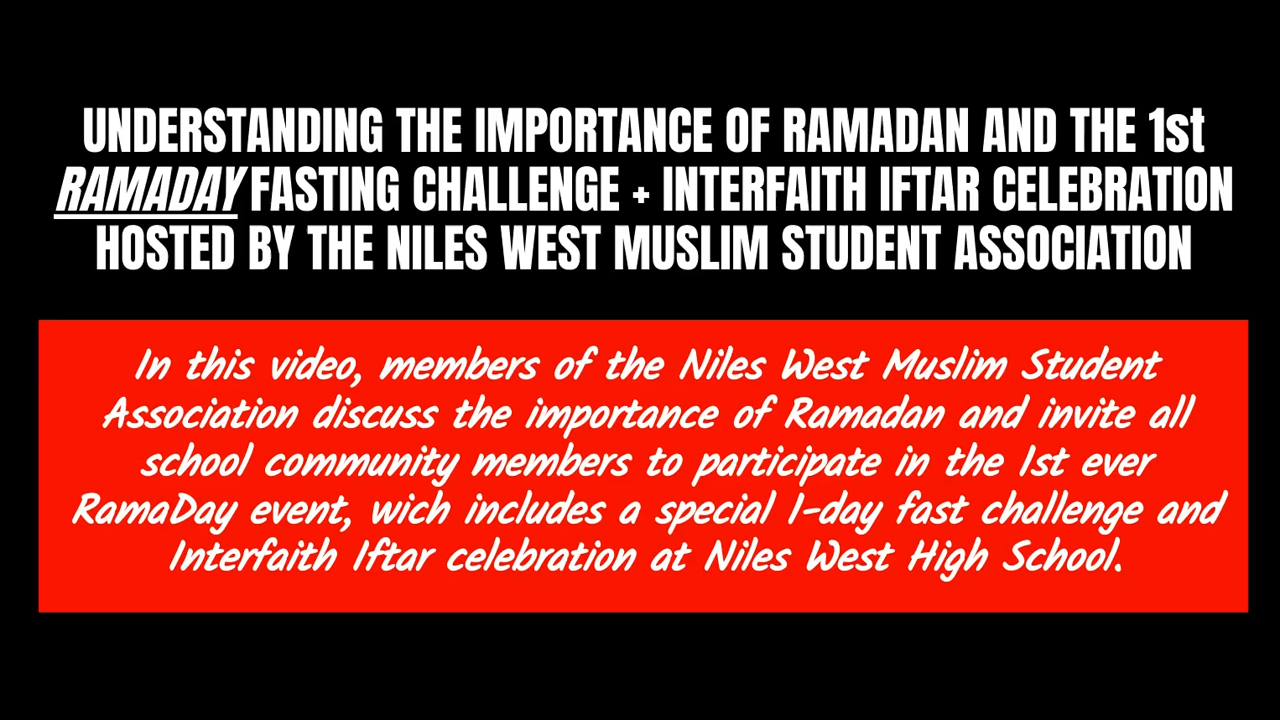 UNDERSTANDING THE IMPORTANCE OF RAMADAN AND THE 1st
RAMADAY FASTING CHALLENGE + INTERFAITH IFTAR CELEBRATION
HOSTED BY THE NILES WEST MUSLIM STUDENT ASSOCIATION
In this video, members of the Niles West Muslim Student
Association discuss the importance of Ramadan and invite all
school community members to participate in the 1st ever
RamaDay event, wich includes a special 1-day fast challenge and
Interfaith Iftar celebration at Niles West High School.